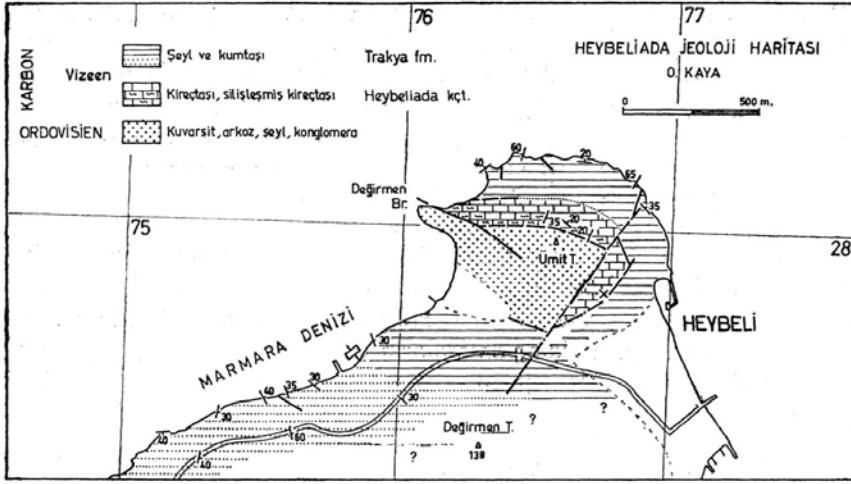 76
77
HEYBELİADA JEOLOJİ HARİTASI
O. KAYA
0 500 m.
KARBON
Vizeen
Şeyl ve kumtaşı
Trakya fm.
Kireçtaşı, silişleşmiş kireçtaşı
Heybeliada kçt.
ORDOVİSİEN
Kuvarsit, arkoz, şeyl, konglomera
60
20
40
65
Değirmen
Br.
35
75
35
20
20
Ümit T.
28
HEYBELİ
MARMARA DENİZİ
30
30
35
40
30
30
?
?
Değirmen T.
138
?
40
60
40